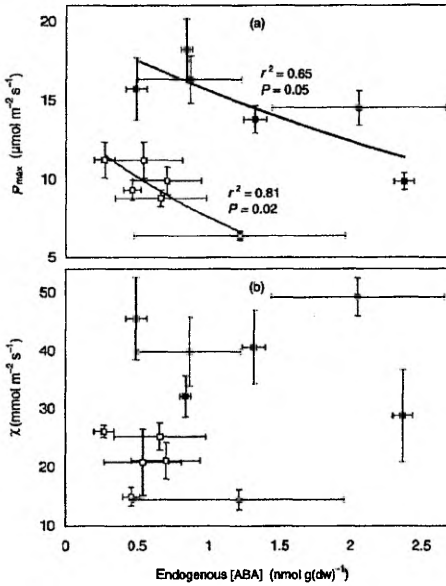 20
(a)
r² = 0.65
P = 0.05
15
Pmax (μmol m⁻² s⁻¹)
10
r² = 0.81
P = 0.02
5
(b)
50
40
χ (mmol m⁻² s⁻¹)
30
20
10
0 0.5 1 1.5 2 2.5
Endogenous [ABA] (nmol g(dw)⁻¹)